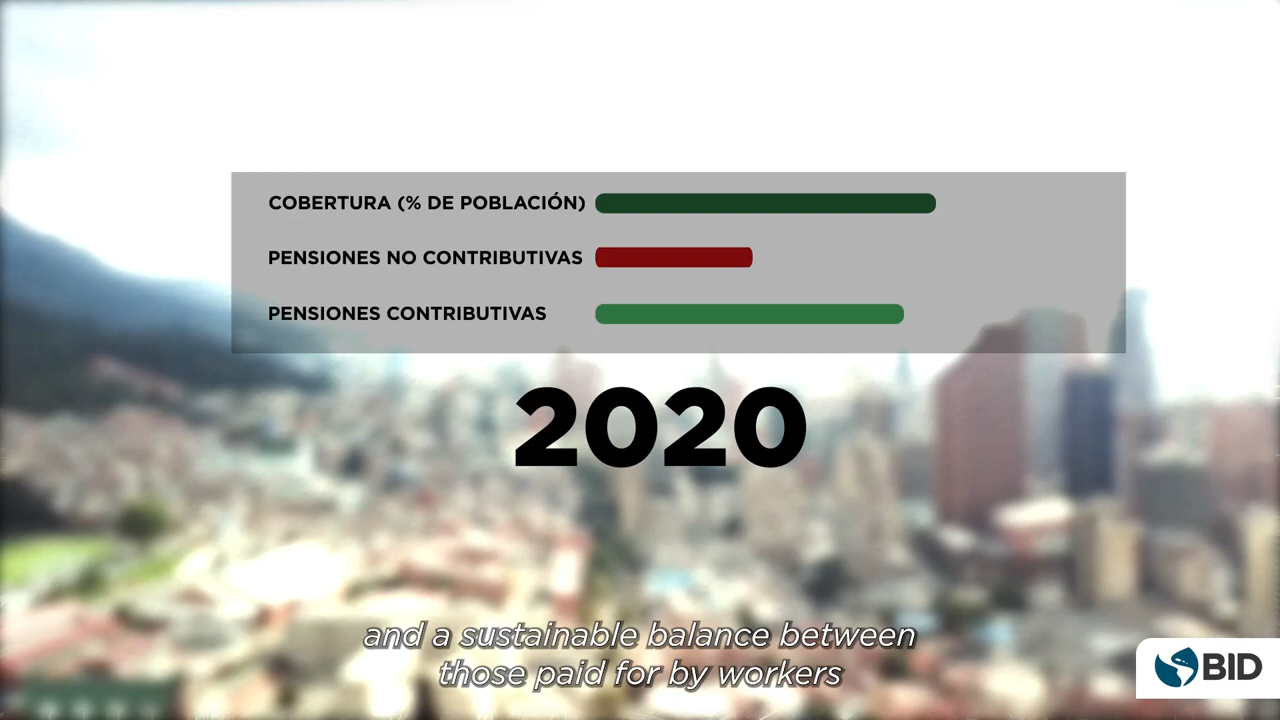 COBERTURA (% DE POBLACIÓN)
PENSIONES NO CONTRIBUTIVAS
PENSIONES CONTRIBUTIVAS
2020
and a sustainable balance between
those paid for by workers
BID